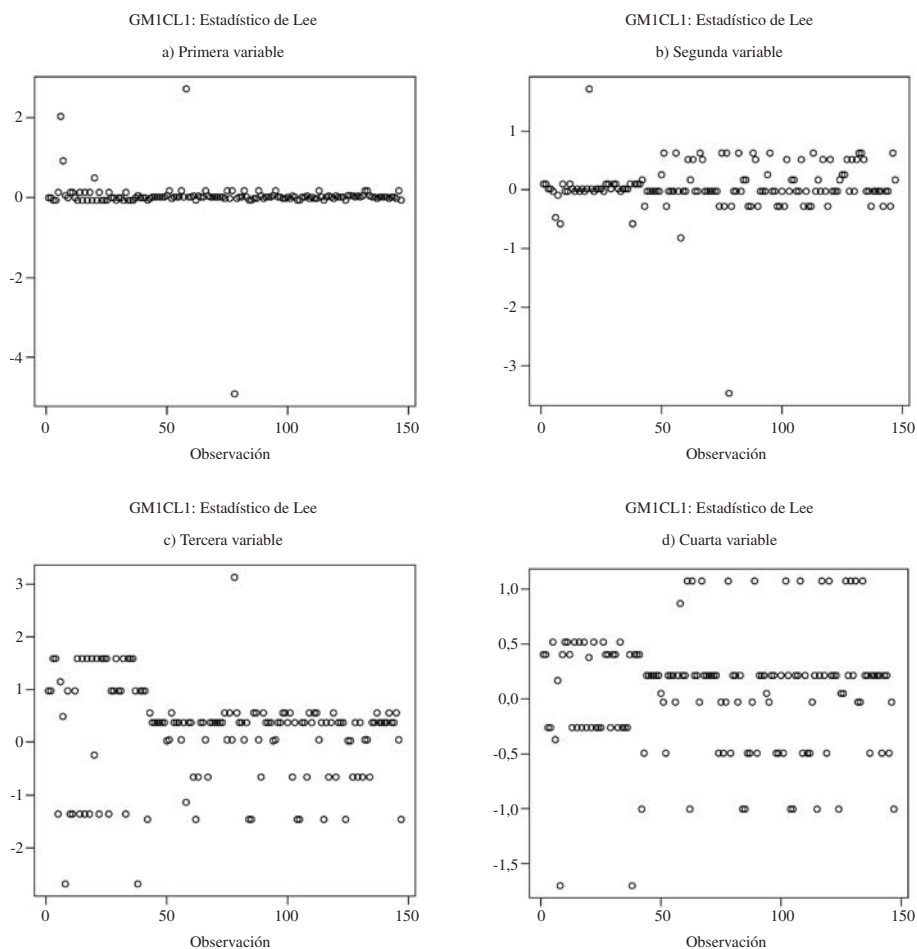 GM1CL1: Estadístico de Lee
a) Primera variable
2
0
-2
-4
0 50 100 150
Observación
GM1CL1: Estadístico de Lee
b) Segunda variable
1
0
-1
-2
-3
0 50 100 150
Observación
GM1CL1: Estadístico de Lee
c) Tercera variable
3
2
1
0
-1
-2
0 50 100 150
Observación
GM1CL1: Estadístico de Lee
d) Cuarta variable
1,0
0,5
0,0
-0,5
-1,0
-1,5
0 50 100 150
Observación